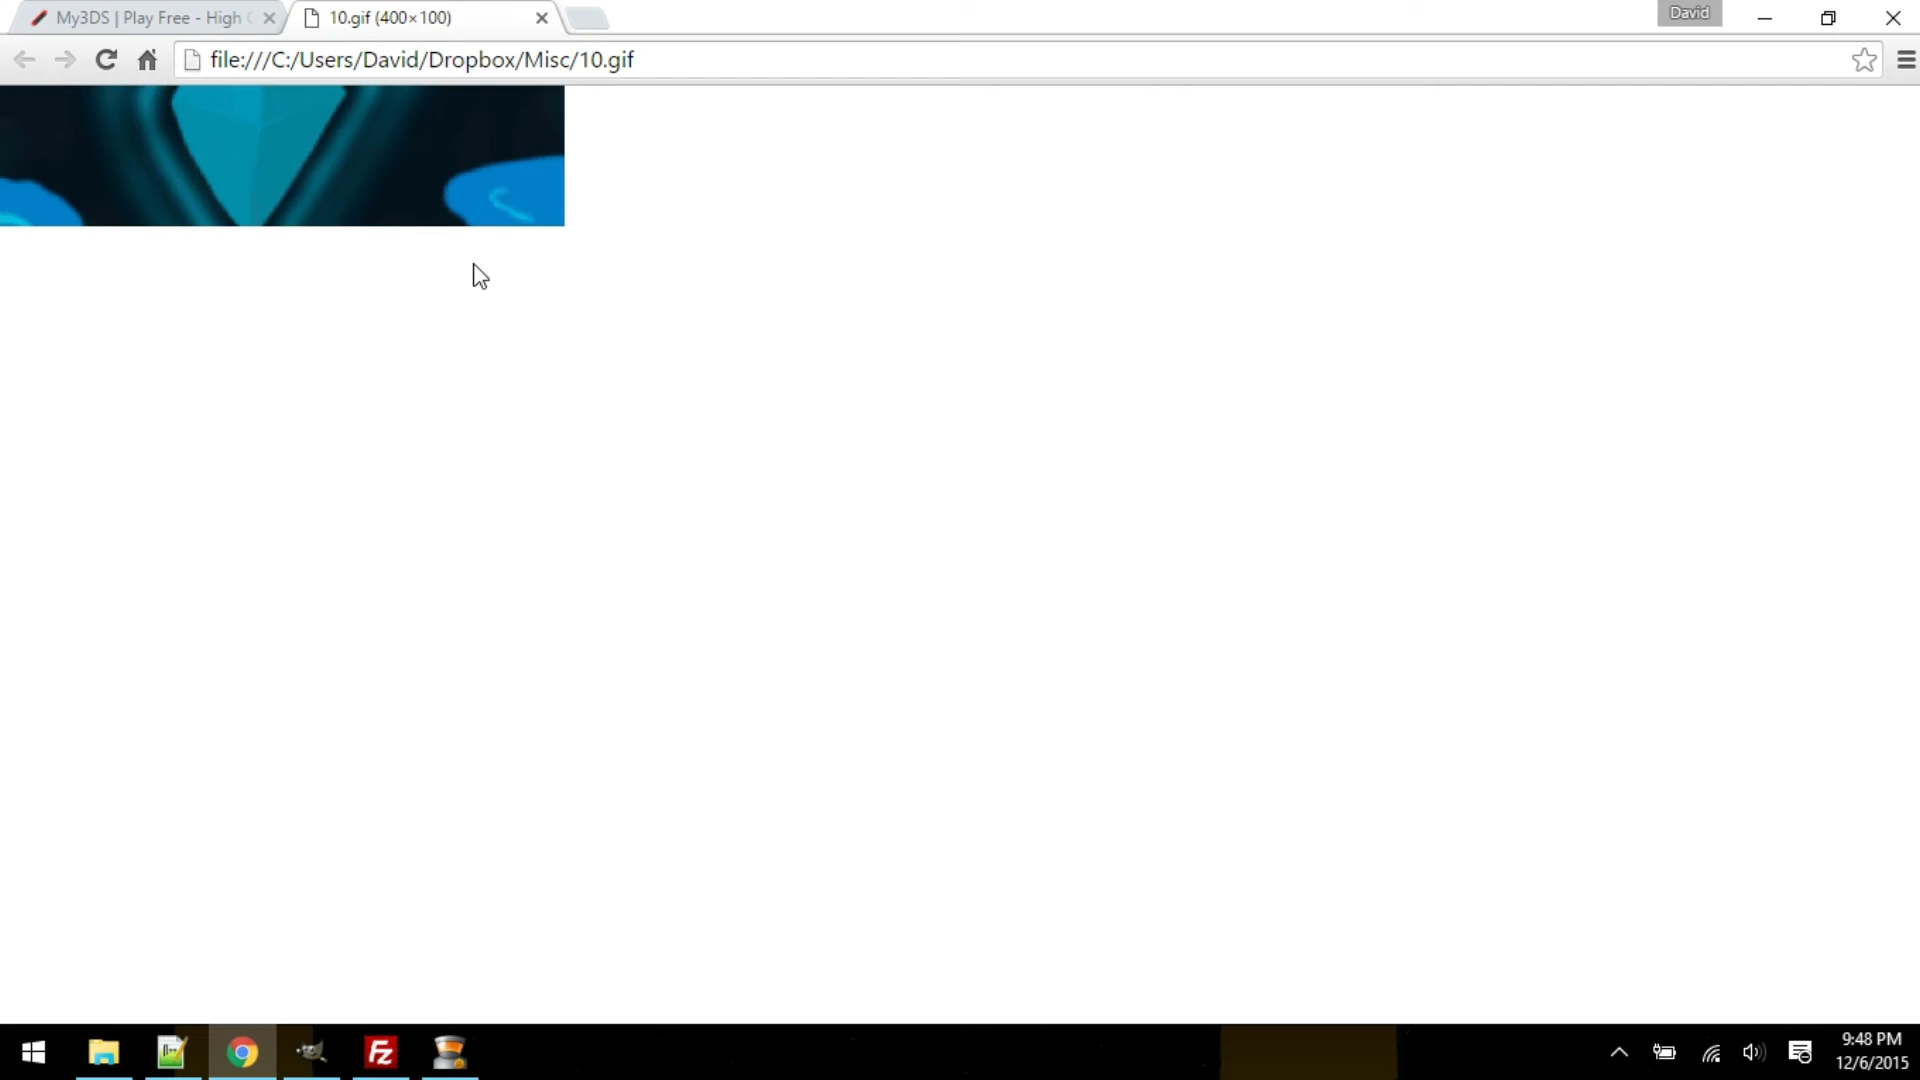 My3DS | Play Free - High
10.gif (400×100)
David
file:///C:/Users/David/Dropbox/Misc/10.gif
9:48 PM
12/6/2015